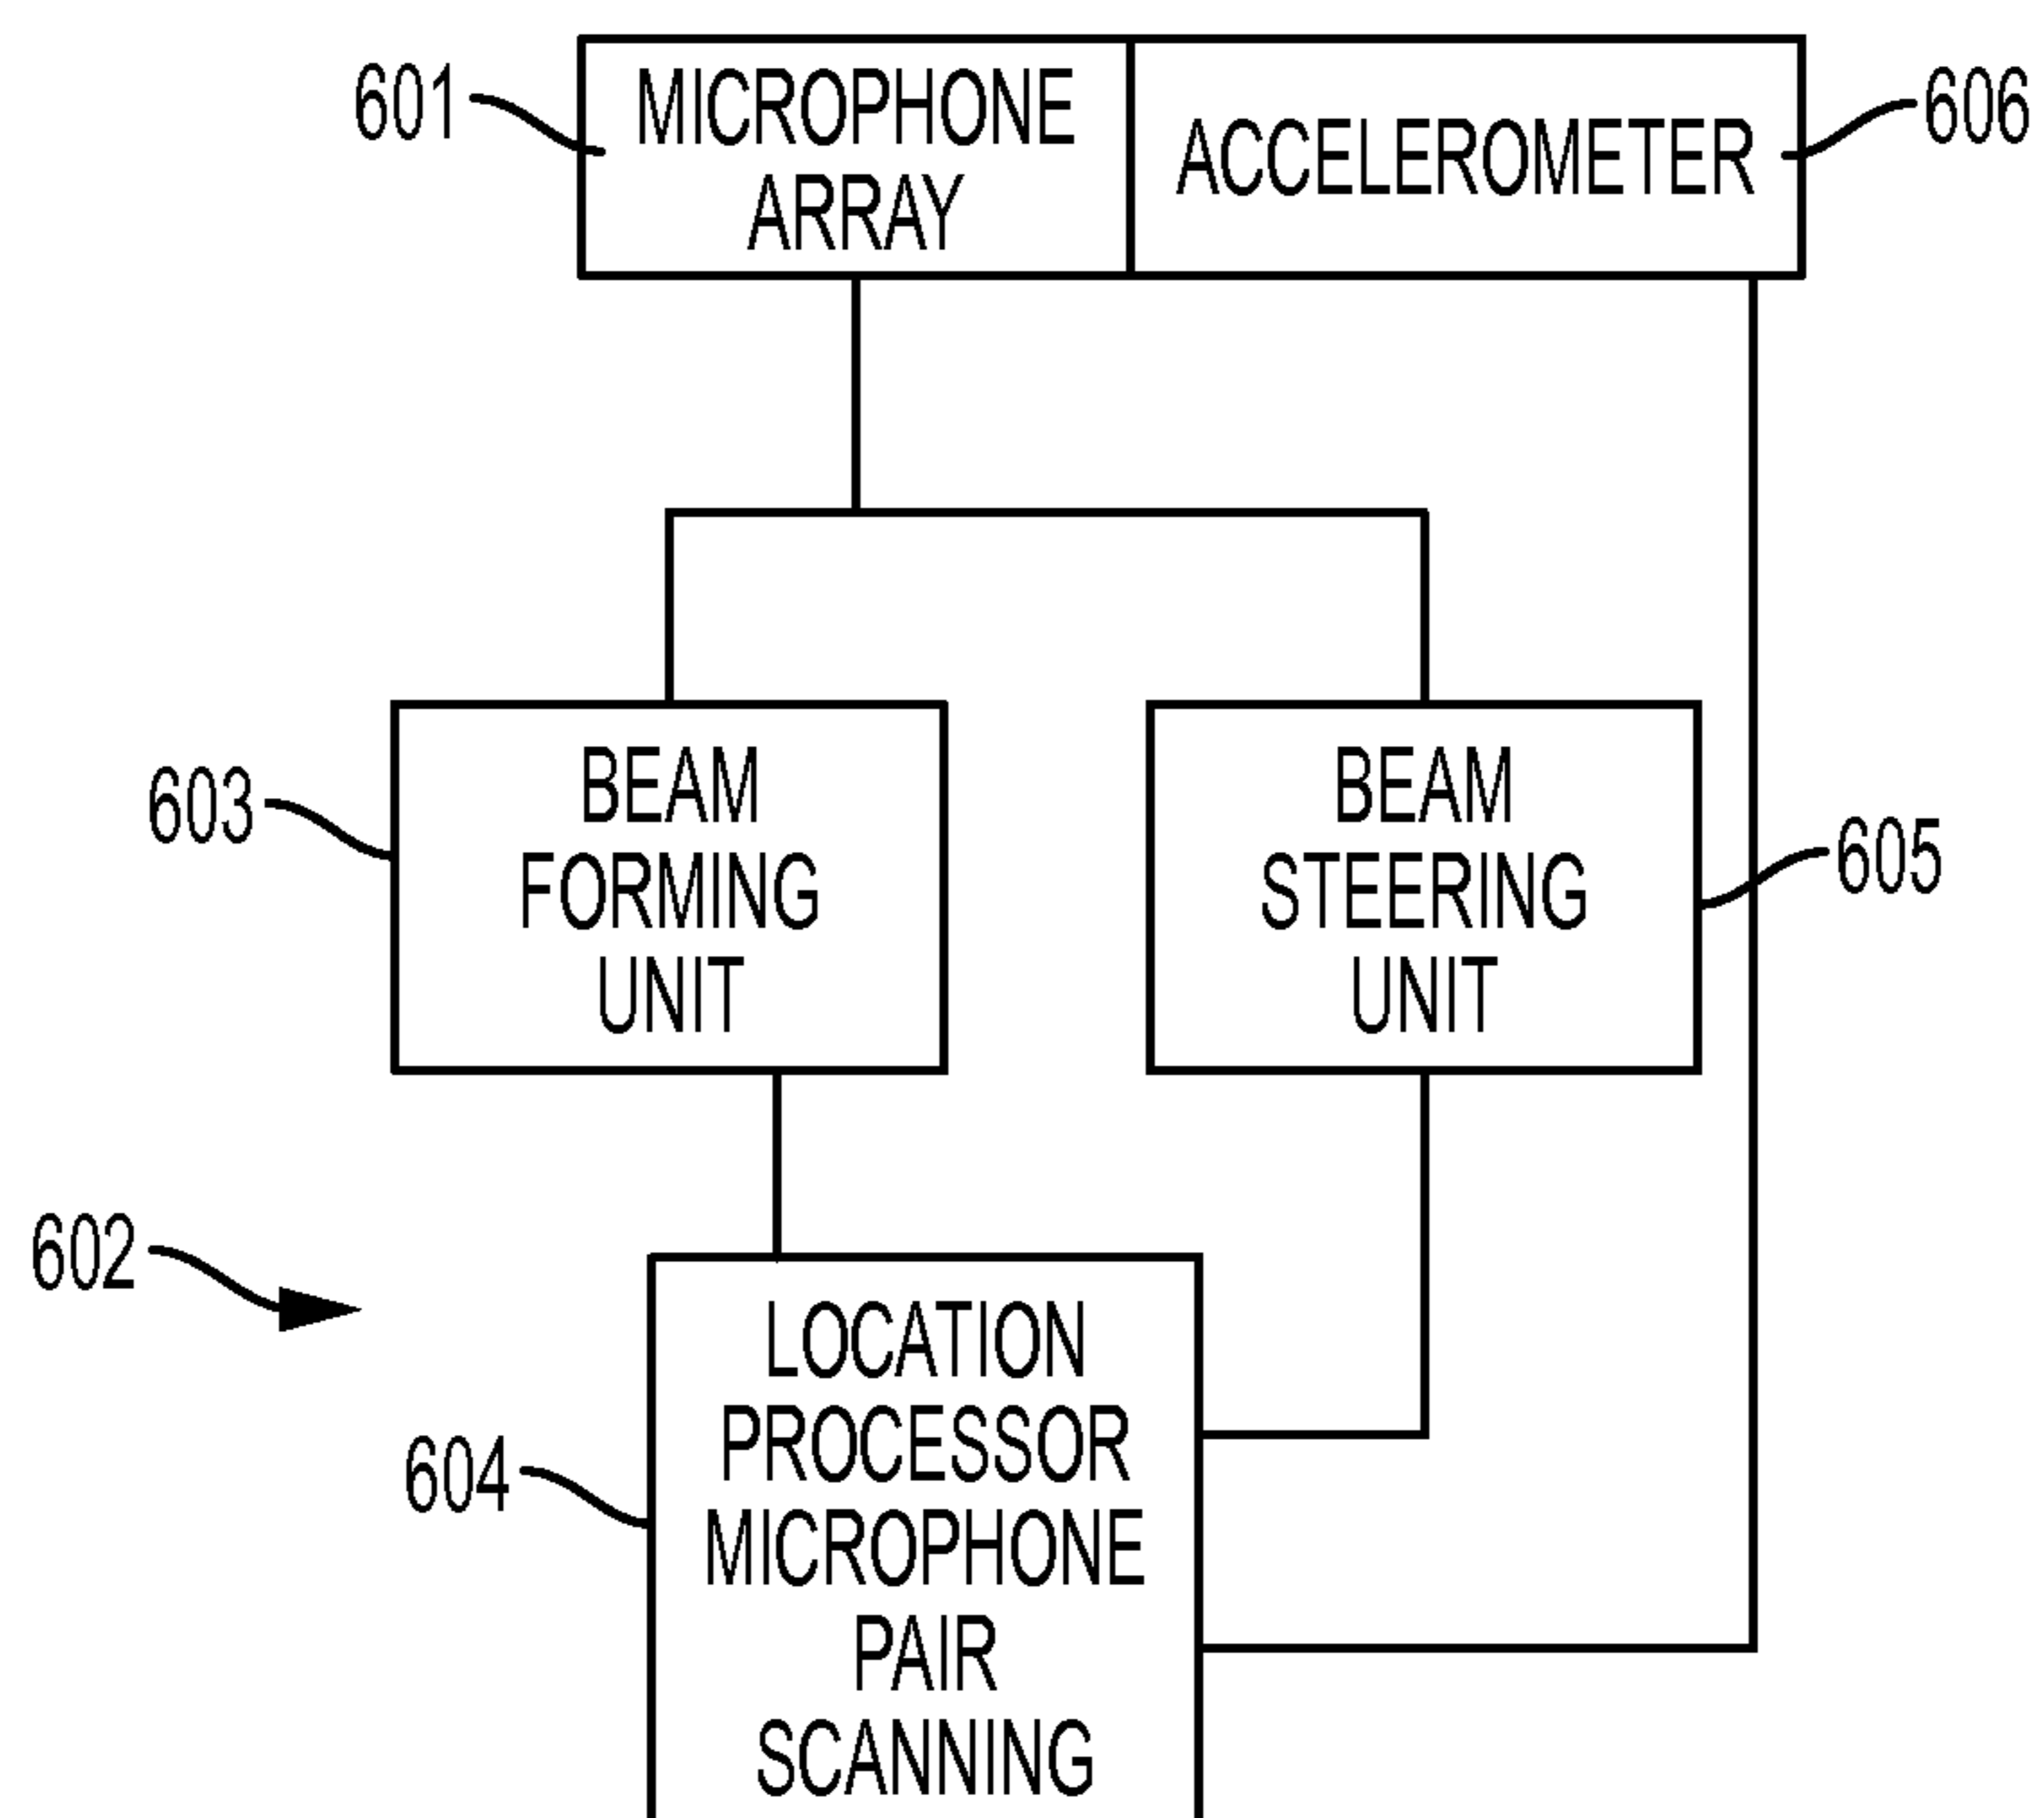 601
MICROPHONE
ARRAY
ACCELEROMETER
606
603
BEAM
FORMING
UNIT
BEAM
STEERING
UNIT
605
602
604
LOCATION
PROCESSOR
MICROPHONE
PAIR
SCANNING